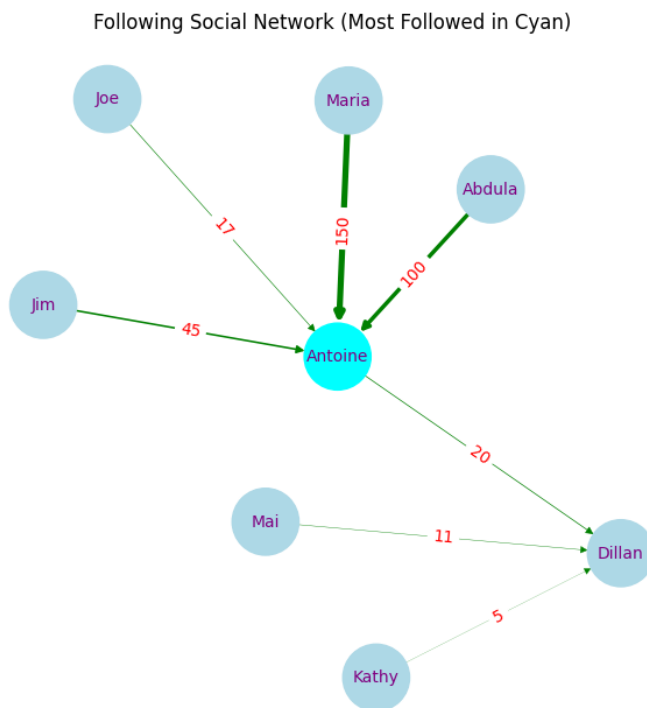 Following Social Network (Most Followed in Cyan)
Joe
Maria
Abdula
17
150
100
Jim
45
Antoine
20
Mai
11
Dillan
5
Kathy